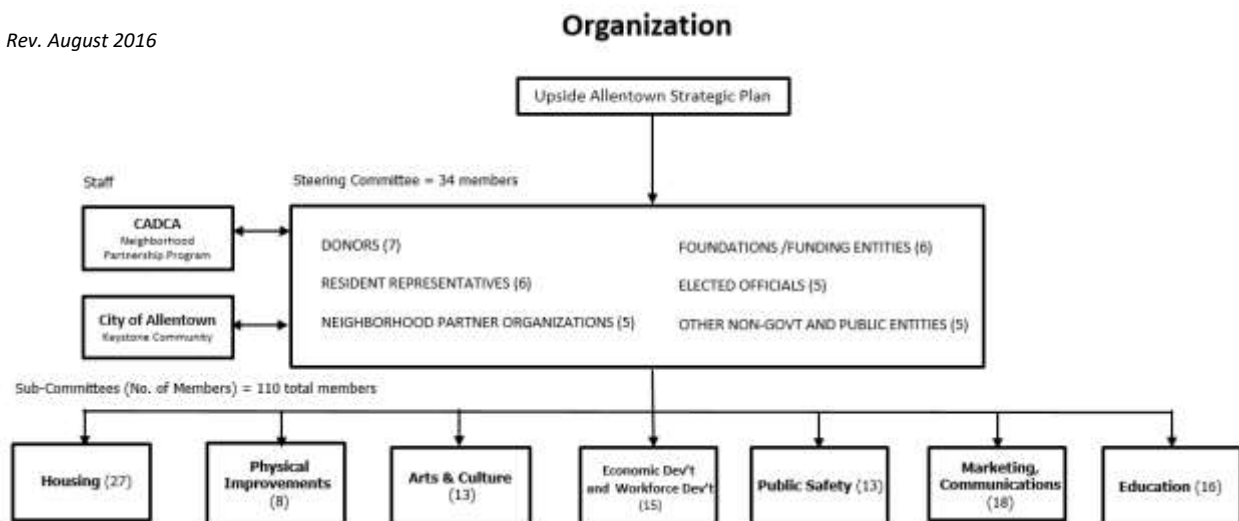 Organization
Rev. August 2016
Upside Allentown Strategic Plan
Staff
Steering Committee = 34 members
CADCA
Neighborhood
Partnership Program
DONORS (7)
FOUNDATIONS /FUNDING ENTITIES (6)
RESIDENT REPRESENTATIVES (6)
ELECTED OFFICIALS (5)
City of Allentown
Keystone Community
NEIGHBORHOOD PARTNER ORGANIZATIONS (5)
OTHER NON-GOVT AND PUBLIC ENTITIES (5)
Sub-Committees (No. of Members) = 110 total members
Housing (27)
Physical
Improvements
(8)
Arts & Culture
(13)
Economic Dev't
and Workforce Dev't
(15)
Public Safety (13)
Marketing,
Communications
(18)
Education (16)